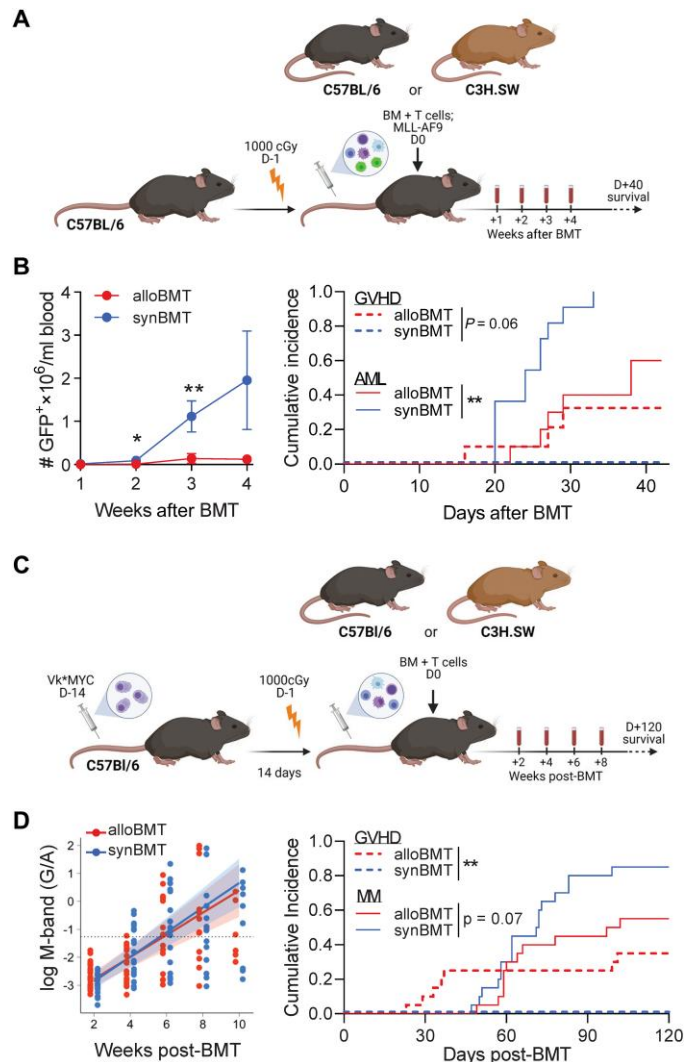 A
C57BL/6 or C3H.SW
1000 cGy
D-1
BM + T cells;
MLL-AF9
D0
C57BL/6
+1 +2 +3 +4
Weeks after BMT
D+40
survival
B
alloBMT
synBMT
# GFP⁺ ×10⁶/ml blood
4
3
2
1
0
*
**
1 2 3 4
Weeks after BMT
Cumulative incidence
1.0
0.8
0.6
0.4
0.2
0.0
GVHD
alloBMT
synBMT
P = 0.06
AML
alloBMT
synBMT
**
0 10 20 30 40
Days after BMT
C
C57Bl/6 or C3H.SW
Vk*MYC
D-14
C57Bl/6
1000cGy
D-1
14 days
BM + T cells
D0
+2 +4 +6 +8
Weeks post-BMT
D+120
survival
D
alloBMT
synBMT
log M-band (G/A)
2
1
0
-1
-2
-3
2 4 6 8 10
Weeks post-BMT
Cumulative Incidence
1.0
0.8
0.6
0.4
0.2
0.0
GVHD
alloBMT
synBMT
**
MM
alloBMT
synBMT
p = 0.07
0 30 60 90 120
Days post-BMT